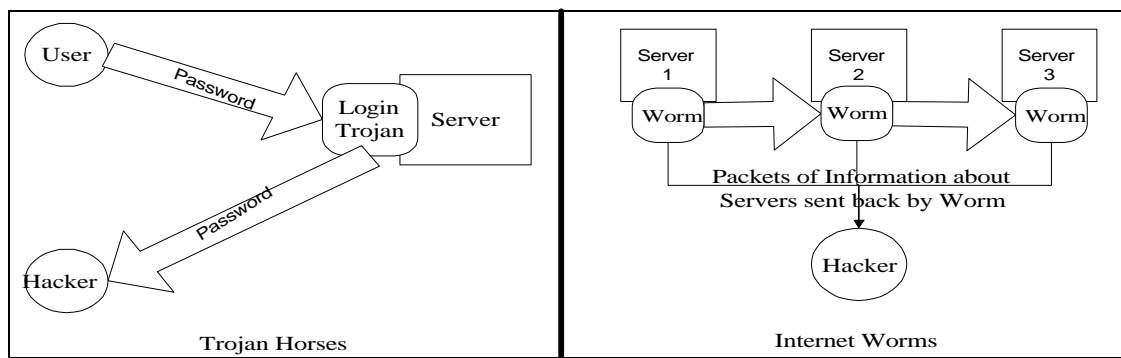 User
Password
Login
Trojan
Server
Password
Hacker
Trojan Horses
Server
1
Server
2
Server
3
Worm
Worm
Worm
Packets of Information about
Servers sent back by Worm
Hacker
Internet Worms